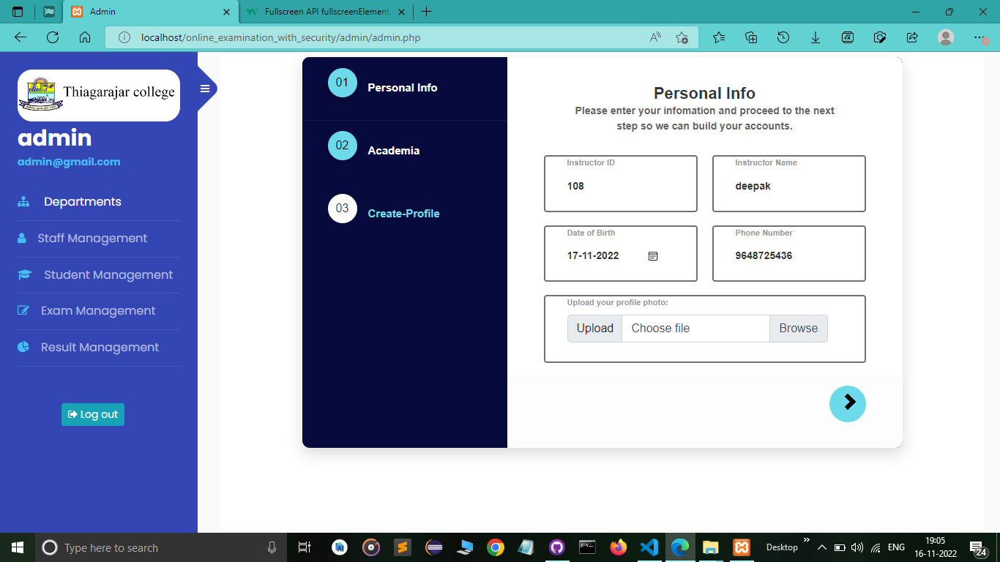 Admin
Fullscreen API fullscreenElement
localhost/online_examination_with_security/admin/admin.php
Thiagarajar college
admin
admin@gmail.com
Departments
Staff Management
Student Management
Exam Management
Result Management
Log out
01
Personal Info
02
Academia
03
Create-Profile
Personal Info
Please enter your infomation and proceed to the next
step so we can build your accounts.
Instructor ID
108
Instructor Name
deepak
Date of Birth
17-11-2022
Phone Number
9648725436
Upload your profile photo:
Upload Choose file Browse
Type here to search
Desktop
ENG
19:05
16-11-2022
24